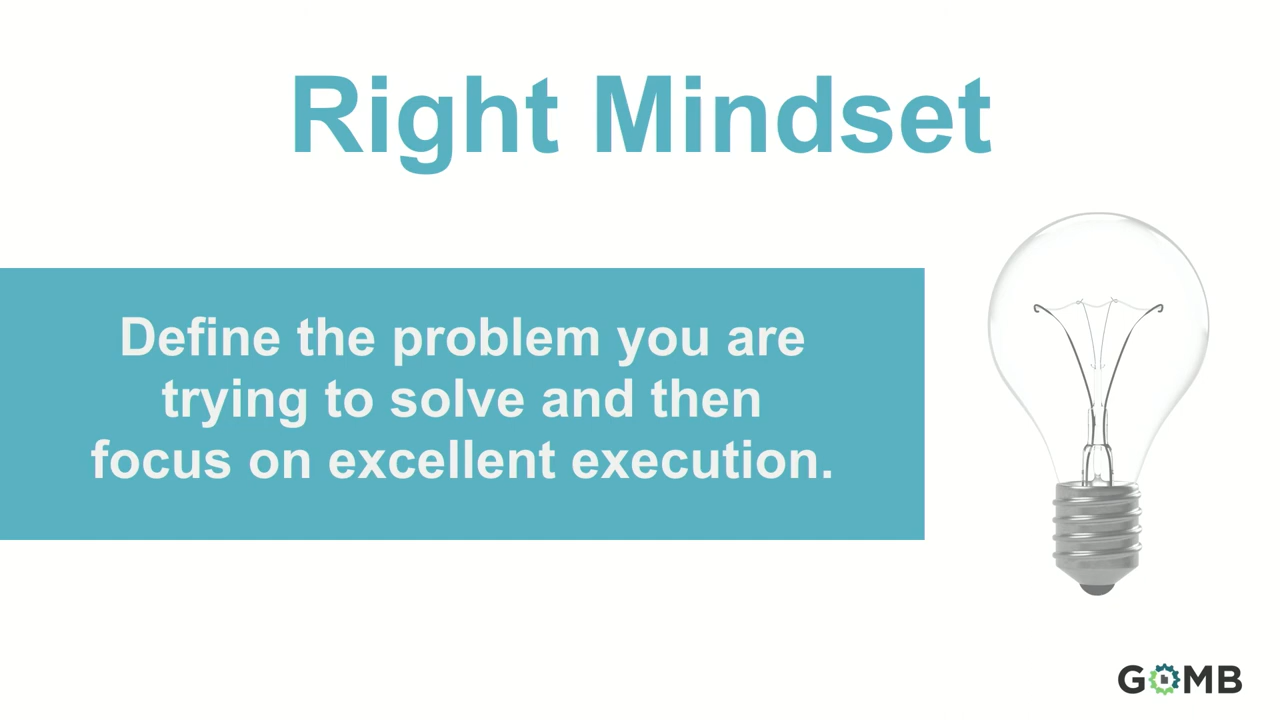 Right Mindset
Define the problem you are
trying to solve and then
focus on excellent execution.
GOMB